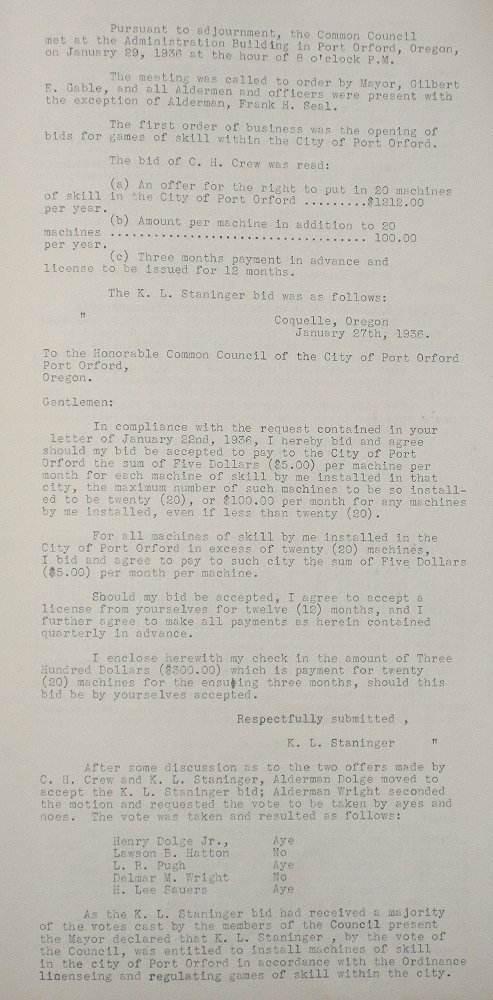 Pursuant to adjournment, the Common Council
met at the Administration Building in Port Orford, Oregon,
on January 29, 1936 at the hour of 8 o'clock P.M.
The meeting was called to order by Mayor, Gilbert
E. Gable, and all Aldermen and officers were present with
the exception of Alderman, Frank H. Seal.
The first order of business was the opening of
bids for games of skill within the City of Port Orford.
The bid of C. H. Crew was read:
(a) An offer for the right to put in 20 machines
of skill in the City of Port Orford .........$1212.00
per year.
(b) Amount per machine in addition to 20
machines .................................. 100.00
per year.
(c) Three months payment in advance and
license to be issued for 12 months.
The K. L. Staninger bid was as follows:
"
Coquelle, Oregon
January 27th, 1936.
To the Honorable Common Council of the City of Port Orford
Port Orford,
Oregon.
Gentlemen:
In compliance with the request contained in your
letter of January 22nd, 1936, I hereby bid and agree
should my bid be accepted to pay to the City of Port
Orford the sum of Five Dollars ($5.00) per machine per
month for each machine of skill by me installed in that
city, the maximum number of such machines to be so install-
ed to be twenty (20), or $100.00 per month for any machines
by me installed, even if less than twenty (20).
For all machines of skill by me installed in the
City of Port Orford in excess of twenty (20) machines,
I bid and agree to pay to such city the sum of Five Dollars
($5.00) per month per machine.
Should my bid be accepted, I agree to accept a
license from yourselves for twelve (12) months, and I
further agree to make all payments as herein contained
quarterly in advance.
I enclose herewith my check in the amount of Three
Hundred Dollars ($300.00) which is payment for twenty
(20) machines for the ensuing three months, should this
bid be by yourselves accepted.
Respectfully submitted ,
K. L. Staninger "
After some discussion as to the two offers made by
C. H. Crew and K. L. Staninger, Alderman Dolge moved to
accept the K. L. Staninger bid; Alderman Wright seconded
the motion and requested the vote to be taken by ayes and
noes. The vote was taken and resulted as follows:
Henry Dolge Jr., Aye
Lawson B. Hatton No
L. R. Pugh Aye
Delmar M. Wright No
H. Lee Sauers Aye
As the K. L. Staninger bid had received a majority
of the votes cast by the members of the Council present
the Mayor declared that K. L. Staninger , by the vote of
the Council, was entitled to install machines of skill
in the city of Port Orford in accordance with the Ordinance
linenseing and regulating games of skill within the city.